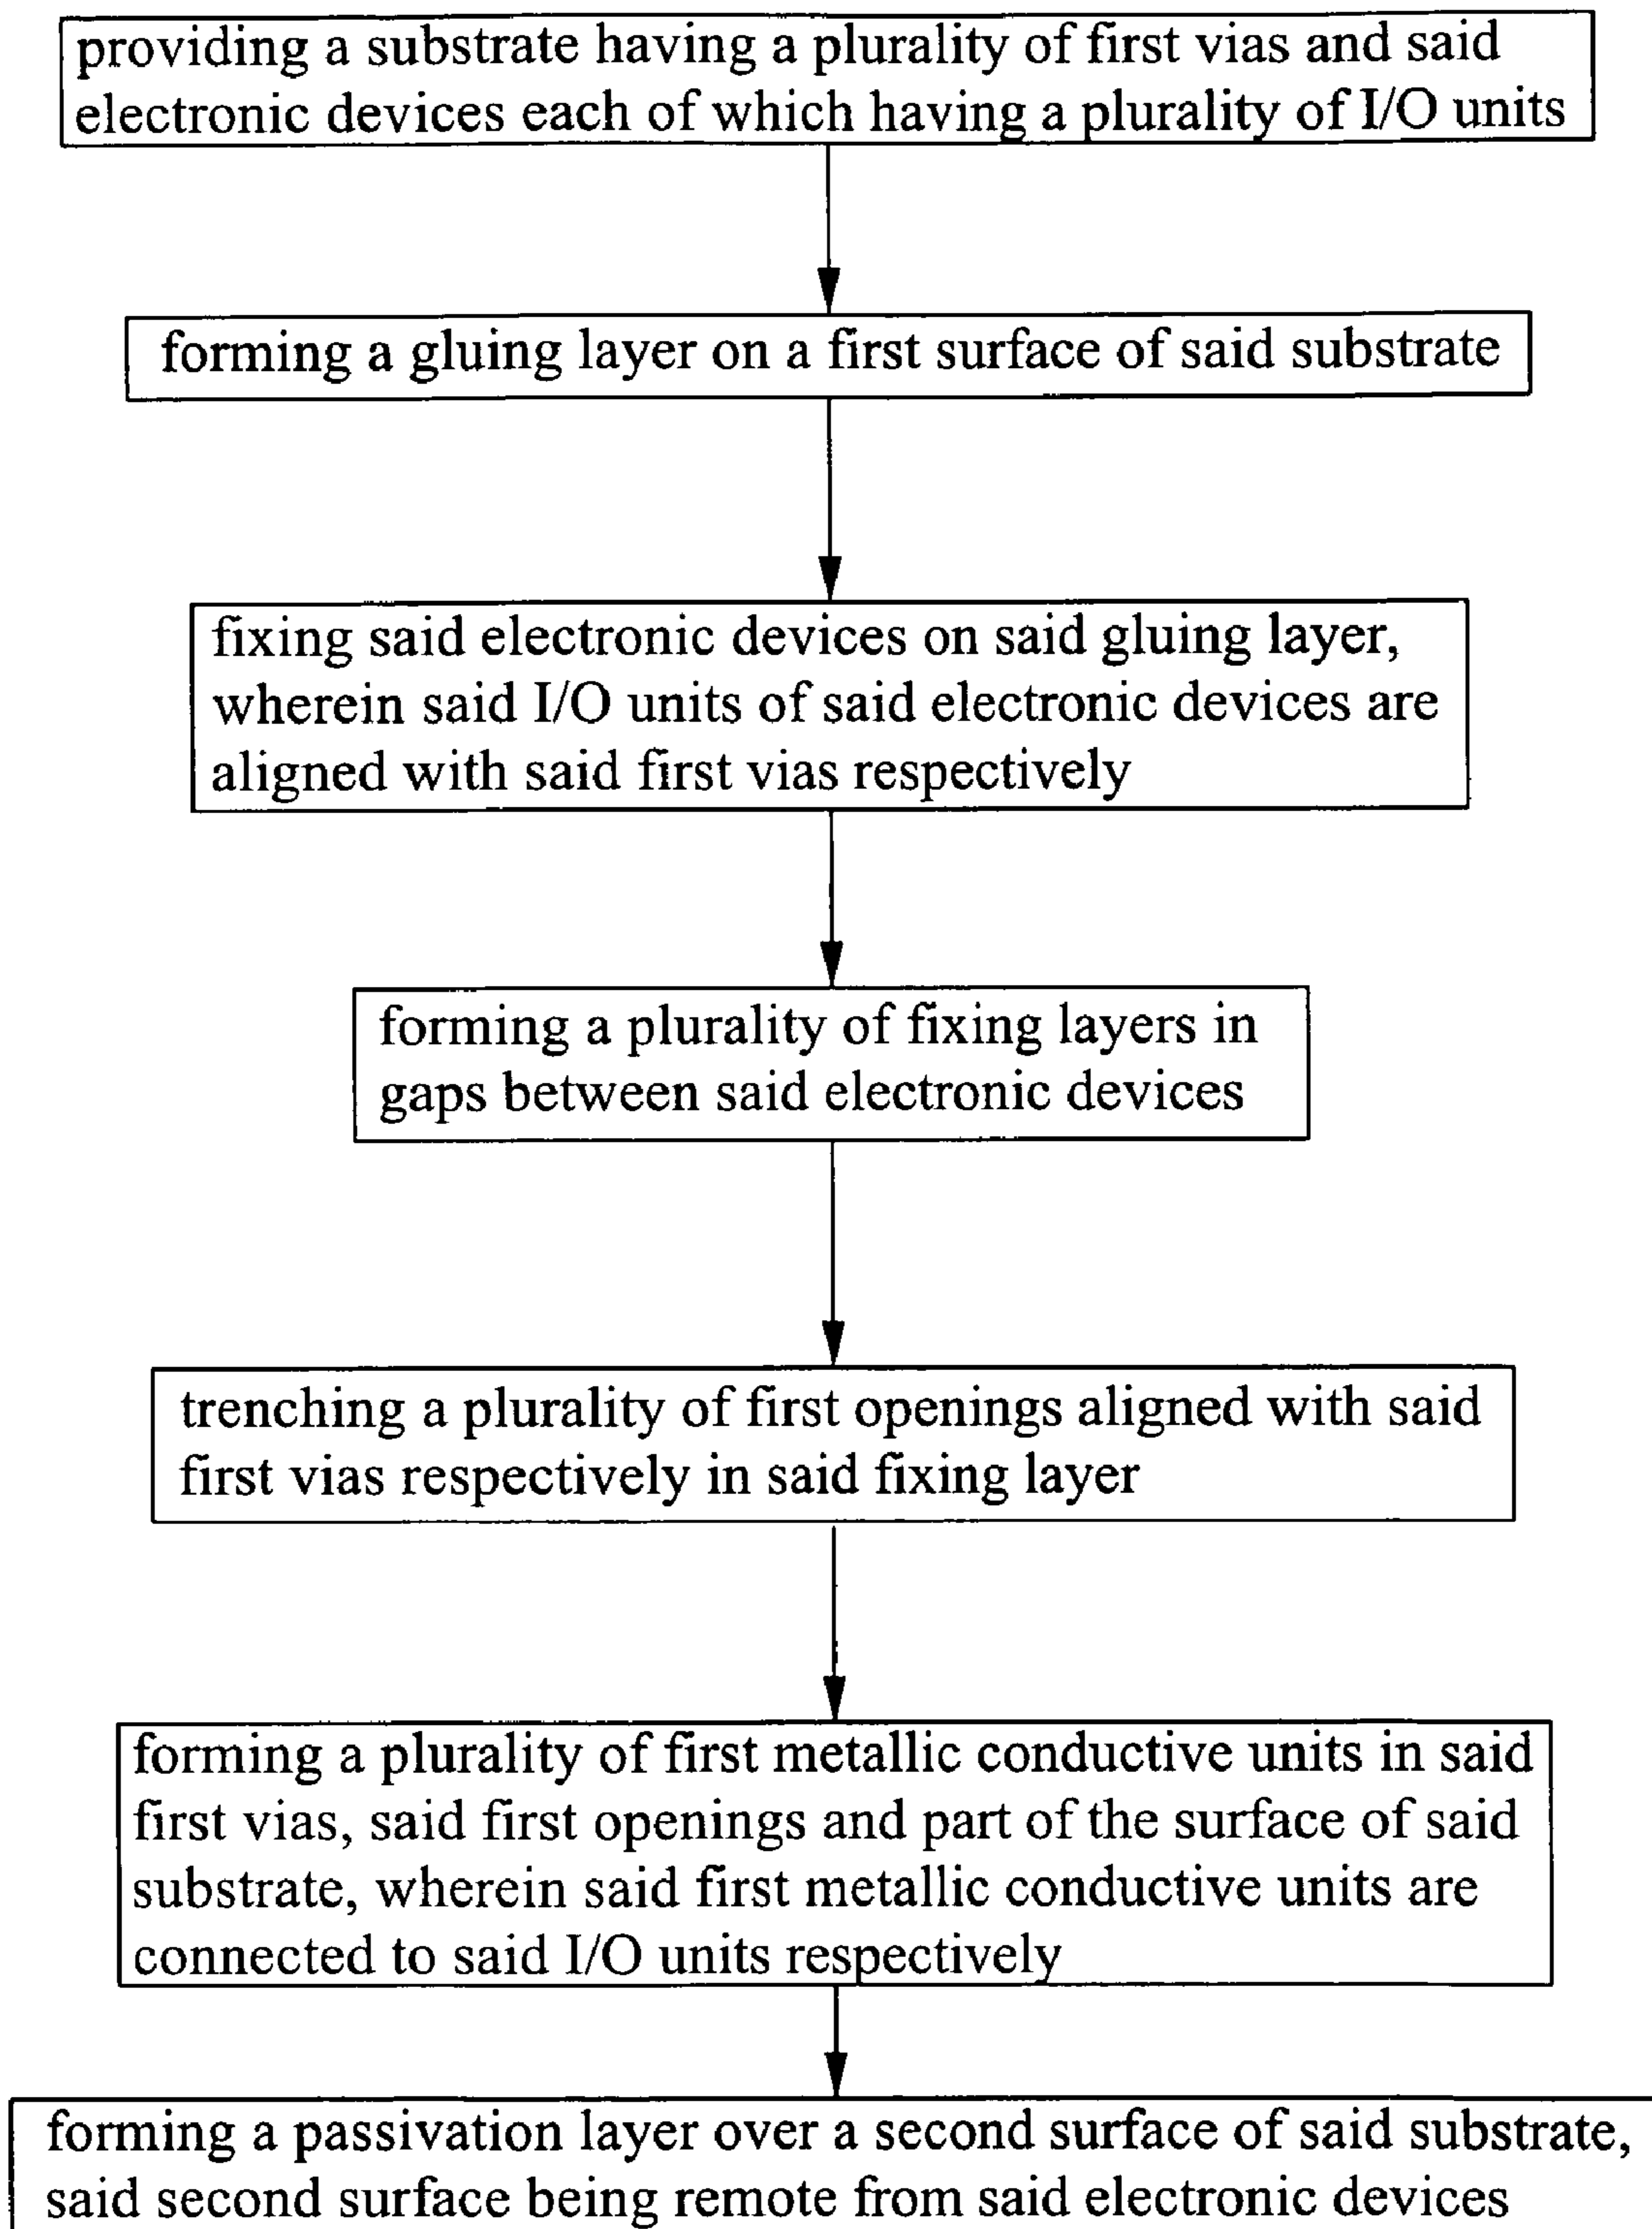 providing a substrate having a plurality of first vias and said
electronic devices each of which having a plurality of I/O units
forming a gluing layer on a first surface of said substrate
fixing said electronic devices on said gluing layer,
wherein said I/O units of said electronic devices are
aligned with said first vias respectively
forming a plurality of fixing layers in
gaps between said electronic devices
trenching a plurality of first openings aligned with said
first vias respectively in said fixing layer
forming a plurality of first metallic conductive units in said
first vias, said first openings and part of the surface of said
substrate, wherein said first metallic conductive units are
connected to said I/O units respectively
forming a passivation layer over a second surface of said substrate,
said second surface being remote from said electronic devices